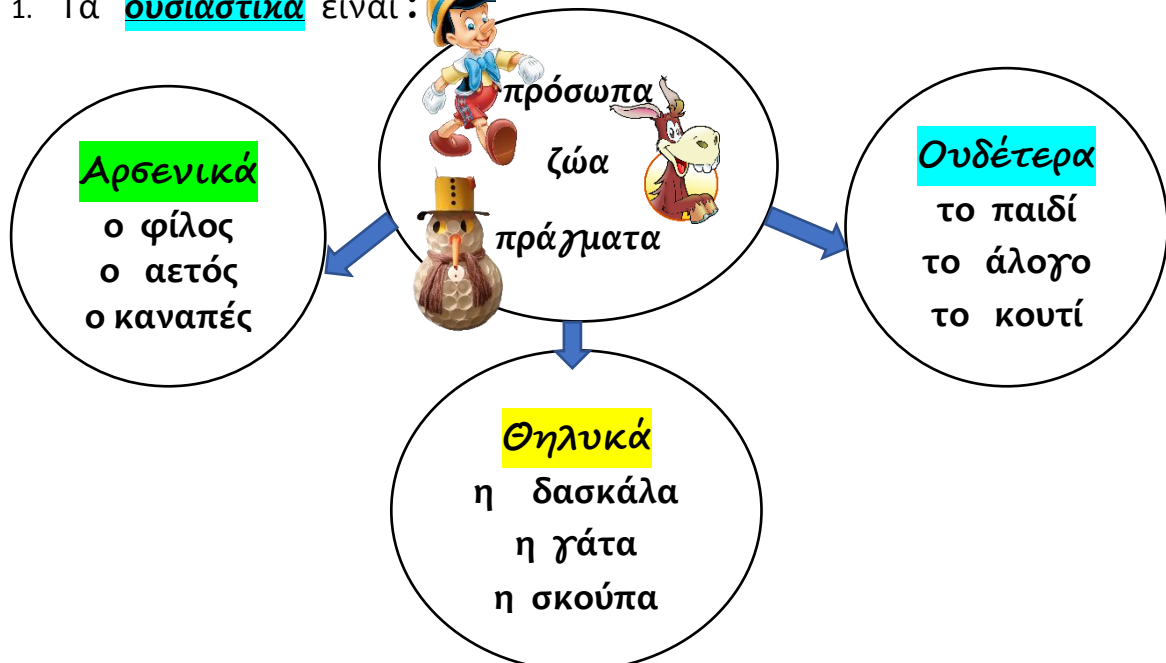 1. Τα ουσιαστικά είναι :
πρόσωπα
ζώα
πράγματα
Αρσενικά
ο φίλος
ο αετός
ο καναπές
Θηλυκά
η δασκάλα
η γάτα
η σκούπα
Ουδέτερα
το παιδί
το άλογο
το κουτί